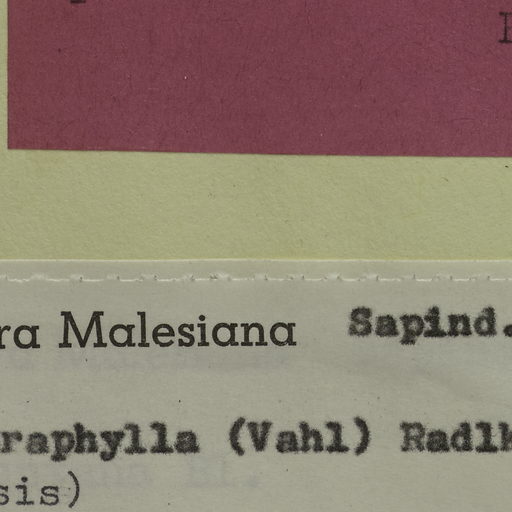 ra Malesiana Sapind.
raphylla (Vahl) Radlk
sis)